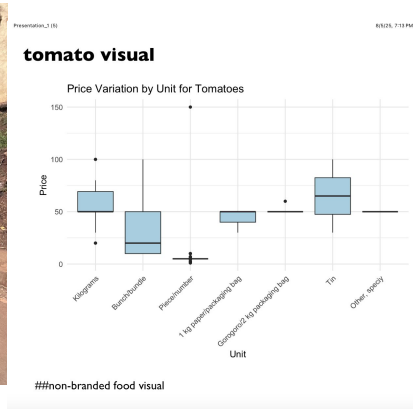 Presentation_1 (5)
8/5/25, 7:13 PM
tomato visual
Price Variation by Unit for Tomatoes
150
100
50
0
Price
Kilograms
Bunch/bundle
Piece/number
1 kg paper/packaging bag
Gorogoro/2 kg packaging bag
Tin
Other, speciy
Unit
##non-branded food visual